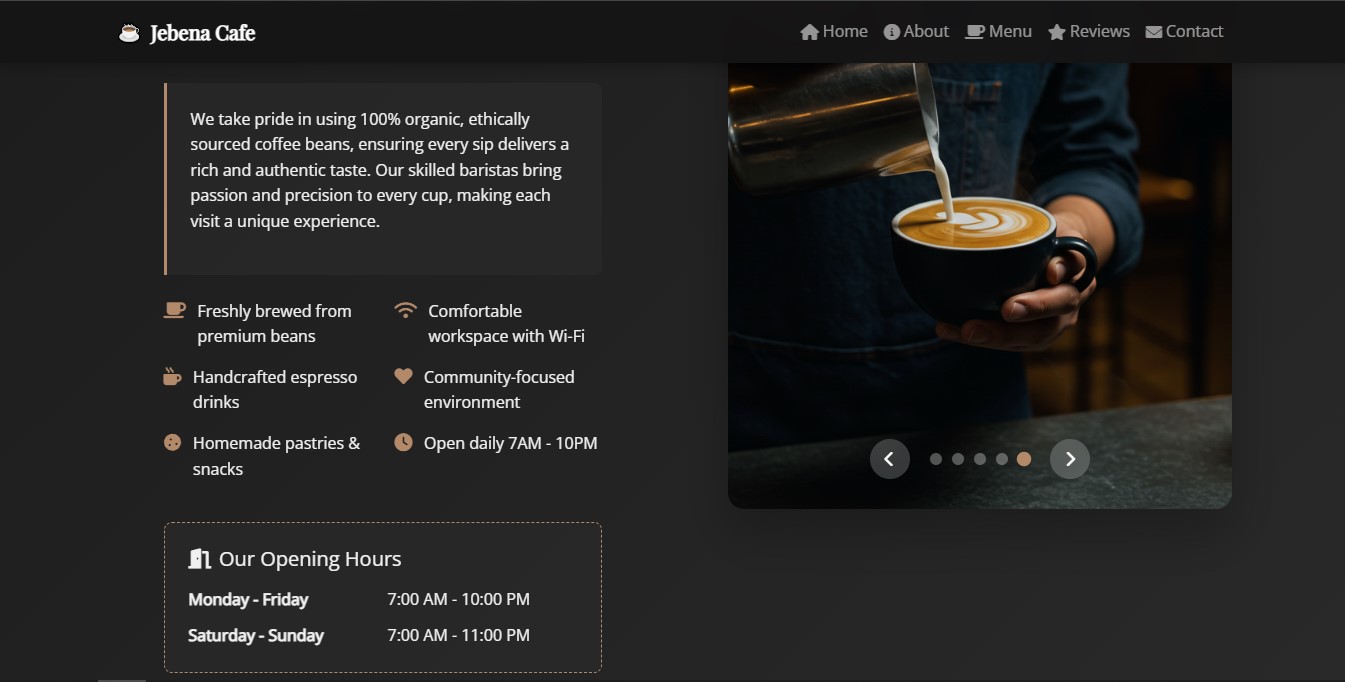 Jebena Cafe
Home About Menu Reviews Contact
We take pride in using 100% organic, ethically
sourced coffee beans, ensuring every sip delivers a
rich and authentic taste. Our skilled baristas bring
passion and precision to every cup, making each
visit a unique experience.
Freshly brewed from
premium beans
Comfortable
workspace with Wi-Fi
Handcrafted espresso
drinks
Community-focused
environment
Homemade pastries &
snacks
Open daily 7AM - 10PM
Our Opening Hours
Monday - Friday 7:00 AM - 10:00 PM
Saturday - Sunday 7:00 AM - 11:00 PM